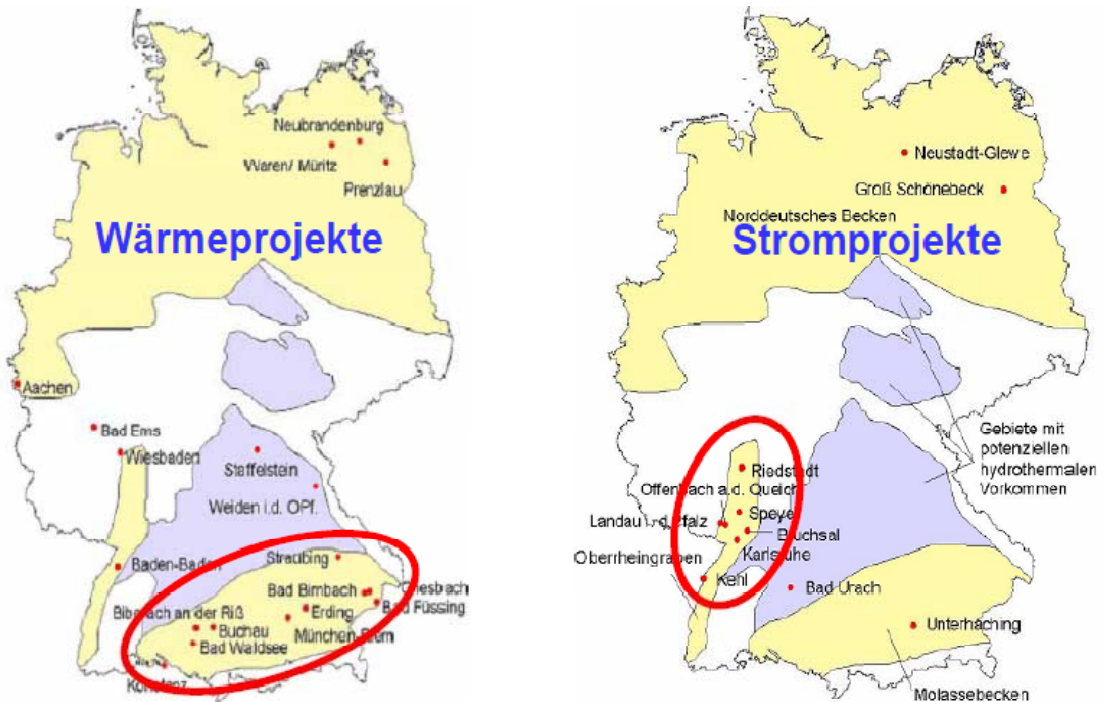 Neubrandenburg
Waren/ Müritz
Prenzlau
Wärmeprojekte
Aachen
Bad Ems
Wiesbaden
Staffelstein
Weiden i.d. OPf.
Baden-Baden
Straubing
Bad Birnbach
Griesbach
Bad Füssing
Biberach an der Riß
Erding
Buchau
München-Riem
Bad Waldsee
Konstanz
Neustadt-Glewe
Groß Schönebeck
Norddeutsches Becken
Stromprojekte
Gebiete mit
potenziellen
hydrothermalen
Vorkommen
Riedstadt
Offenbach a.d. Queich
Speyer
Landau i.d. Pfalz
Bruchsal
Karlsruhe
Oberrheingraben
Kehl
Bad Urach
Unterhaching
Molassebecken